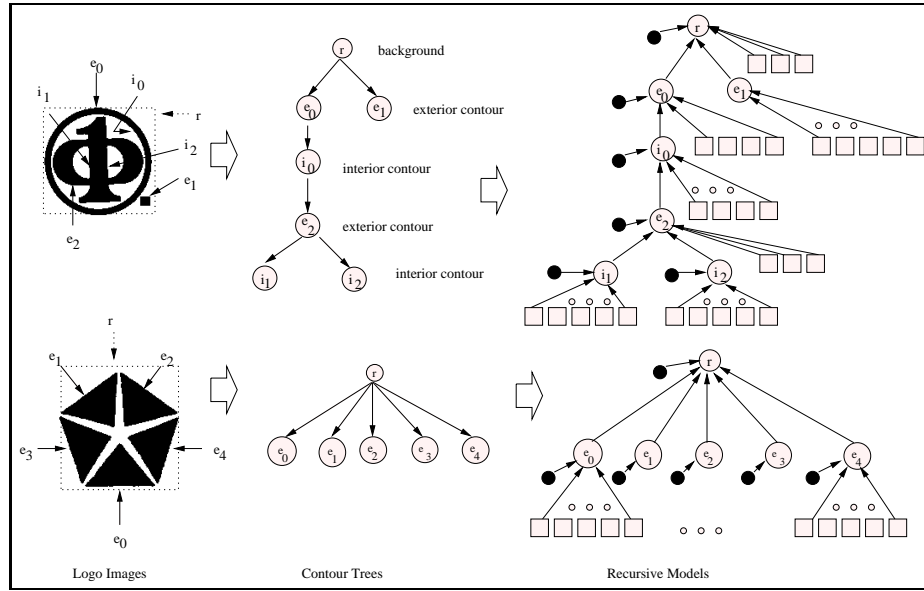 e0
i1
i0
r
i2
e1
e2
r
background
e0
e1
exterior contour
i0
interior contour
e2
exterior contour
i1
i2
interior contour
r
e0
e1
i0
e2
i1
i2
r
e1
e2
e3
e4
e0
r
e0
e1
e2
e3
e4
r
e0
e1
e2
e3
e4
Logo Images
Contour Trees
Recursive Models